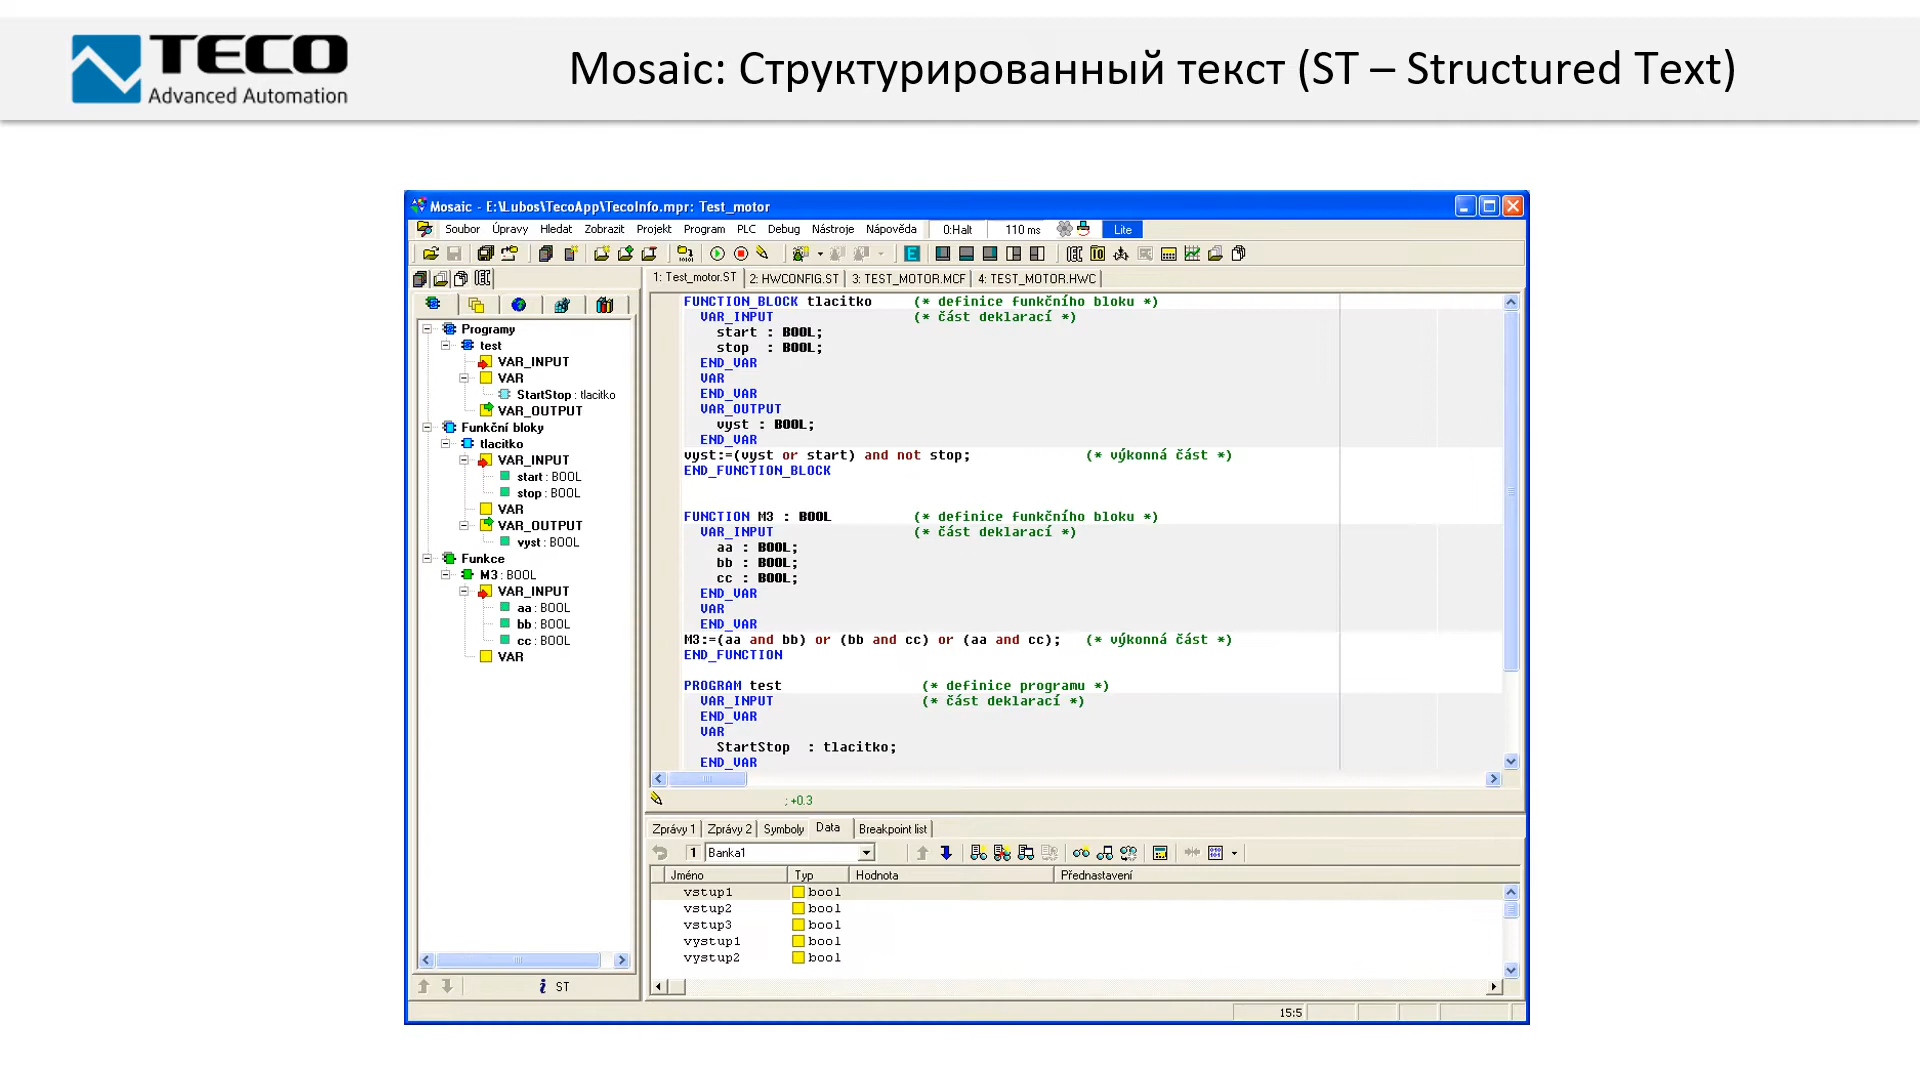 TECO
Advanced Automation
Mosaic: Структурированный текст (ST – Structured Text)
Mosaic - E:\Lubos\TecoApp\TecoInfo.mpr: Test_motor
Soubor Úpravy Hledat Zobrazit Projekt Program PLC Debug Nástroje Nápověda 0:Halt 110 ms Lite
1: Test_motor.ST 2: HWCONFIG.ST 3: TEST_MOTOR.MCF 4: TEST_MOTOR.HWC
Programy
test
VAR_INPUT
VAR
StartStop : tlacitko
VAR_OUTPUT
Funkční bloky
tlacitko
VAR_INPUT
start : BOOL
stop : BOOL
VAR
VAR_OUTPUT
vyst : BOOL
Funkce
M3 : BOOL
VAR_INPUT
aa : BOOL
bb : BOOL
cc : BOOL
VAR
ST
FUNCTION_BLOCK tlacitko (* definice funkčního bloku *)
VAR_INPUT (* část deklarací *)
start : BOOL;
stop : BOOL;
END_VAR
VAR
END_VAR
VAR_OUTPUT
vyst : BOOL;
END_VAR
vyst:=(vyst or start) and not stop; (* výkonná část *)
END_FUNCTION_BLOCK
FUNCTION M3 : BOOL (* definice funkčního bloku *)
VAR_INPUT (* část deklarací *)
aa : BOOL;
bb : BOOL;
cc : BOOL;
END_VAR
VAR
END_VAR
M3:=(aa and bb) or (bb and cc) or (aa and cc); (* výkonná část *)
END_FUNCTION
PROGRAM test (* definice programu *)
VAR_INPUT (* část deklarací *)
END_VAR
VAR
StartStop : tlacitko;
END_VAR
; +0.3
Zprávy 1 Zprávy 2 Symboly Data Breakpoint list
1 Banka1
Jméno Typ Hodnota Přednastavení
vstup1 bool
vstup2 bool
vstup3 bool
vystup1 bool
vystup2 bool
15:5